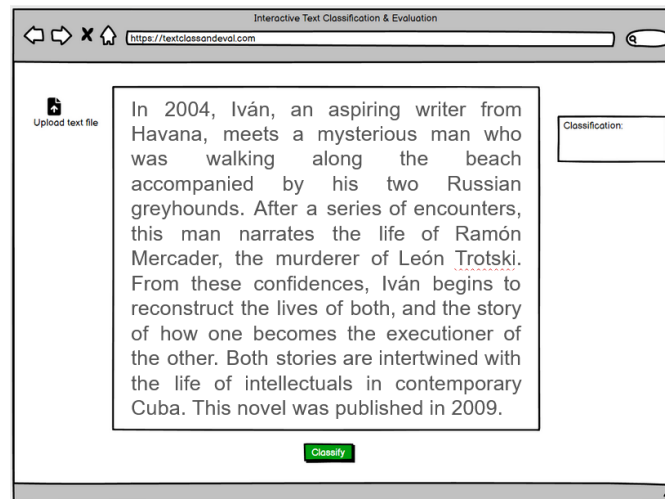 Interactive Text Classification & Evaluation
https://textclassandeval.com
Upload text file
In 2004, Iván, an aspiring writer from
Havana, meets a mysterious man who
was walking along the beach
accompanied by his two Russian
greyhounds. After a series of encounters,
this man narrates the life of Ramón
Mercader, the murderer of León Trotski.
From these confidences, Iván begins to
reconstruct the lives of both, and the story
of how one becomes the executioner of
the other. Both stories are intertwined with
the life of intellectuals in contemporary
Cuba. This novel was published in 2009.
Classification:
Classify